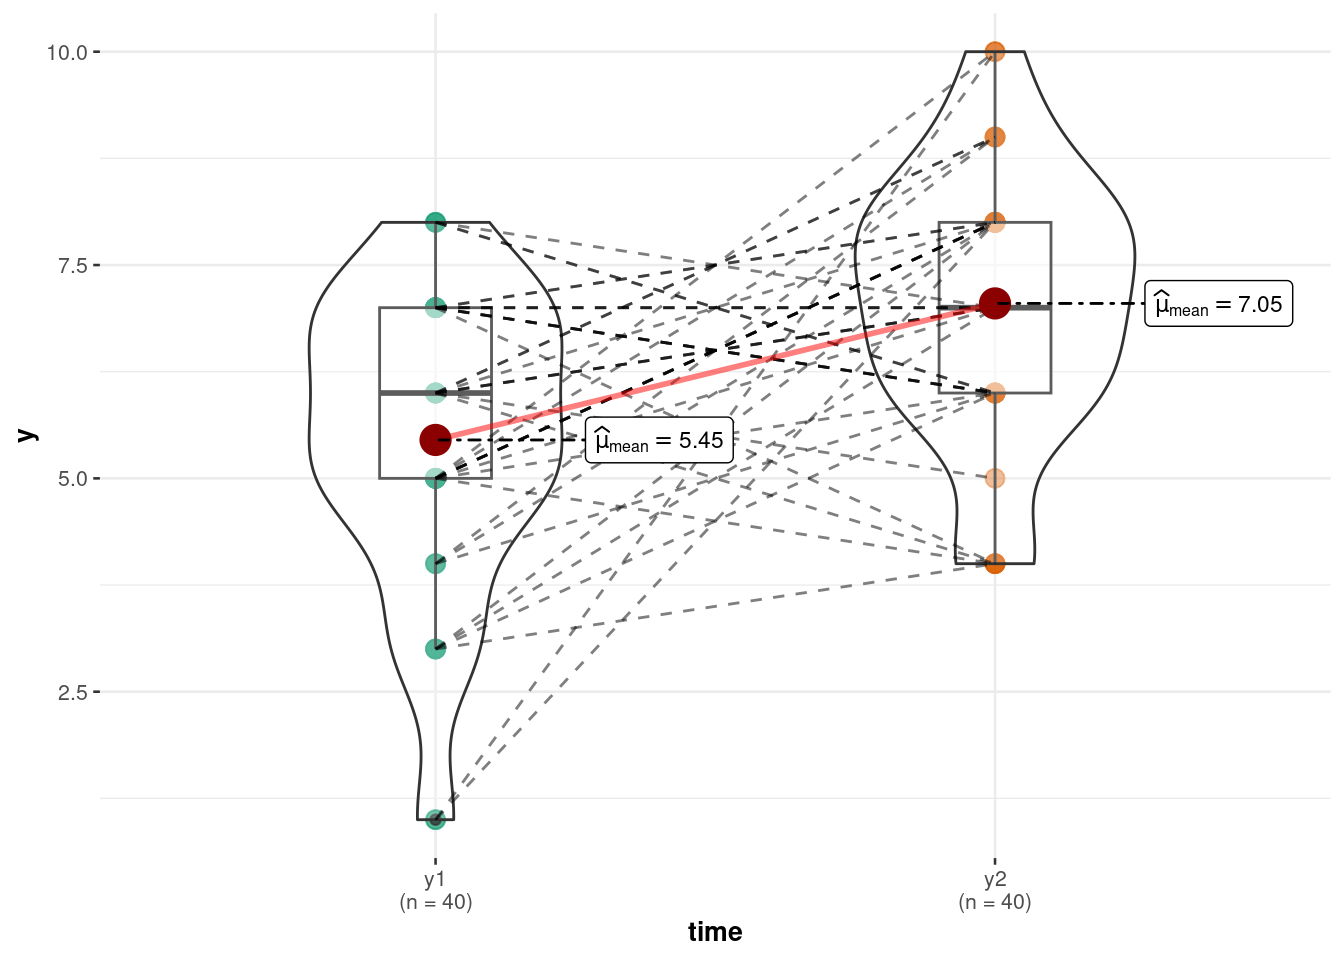 10.0
7.5
5.0
2.5
y
μ̂mean = 7.05
μ̂mean = 5.45
y1
(n = 40)
y2
(n = 40)
time